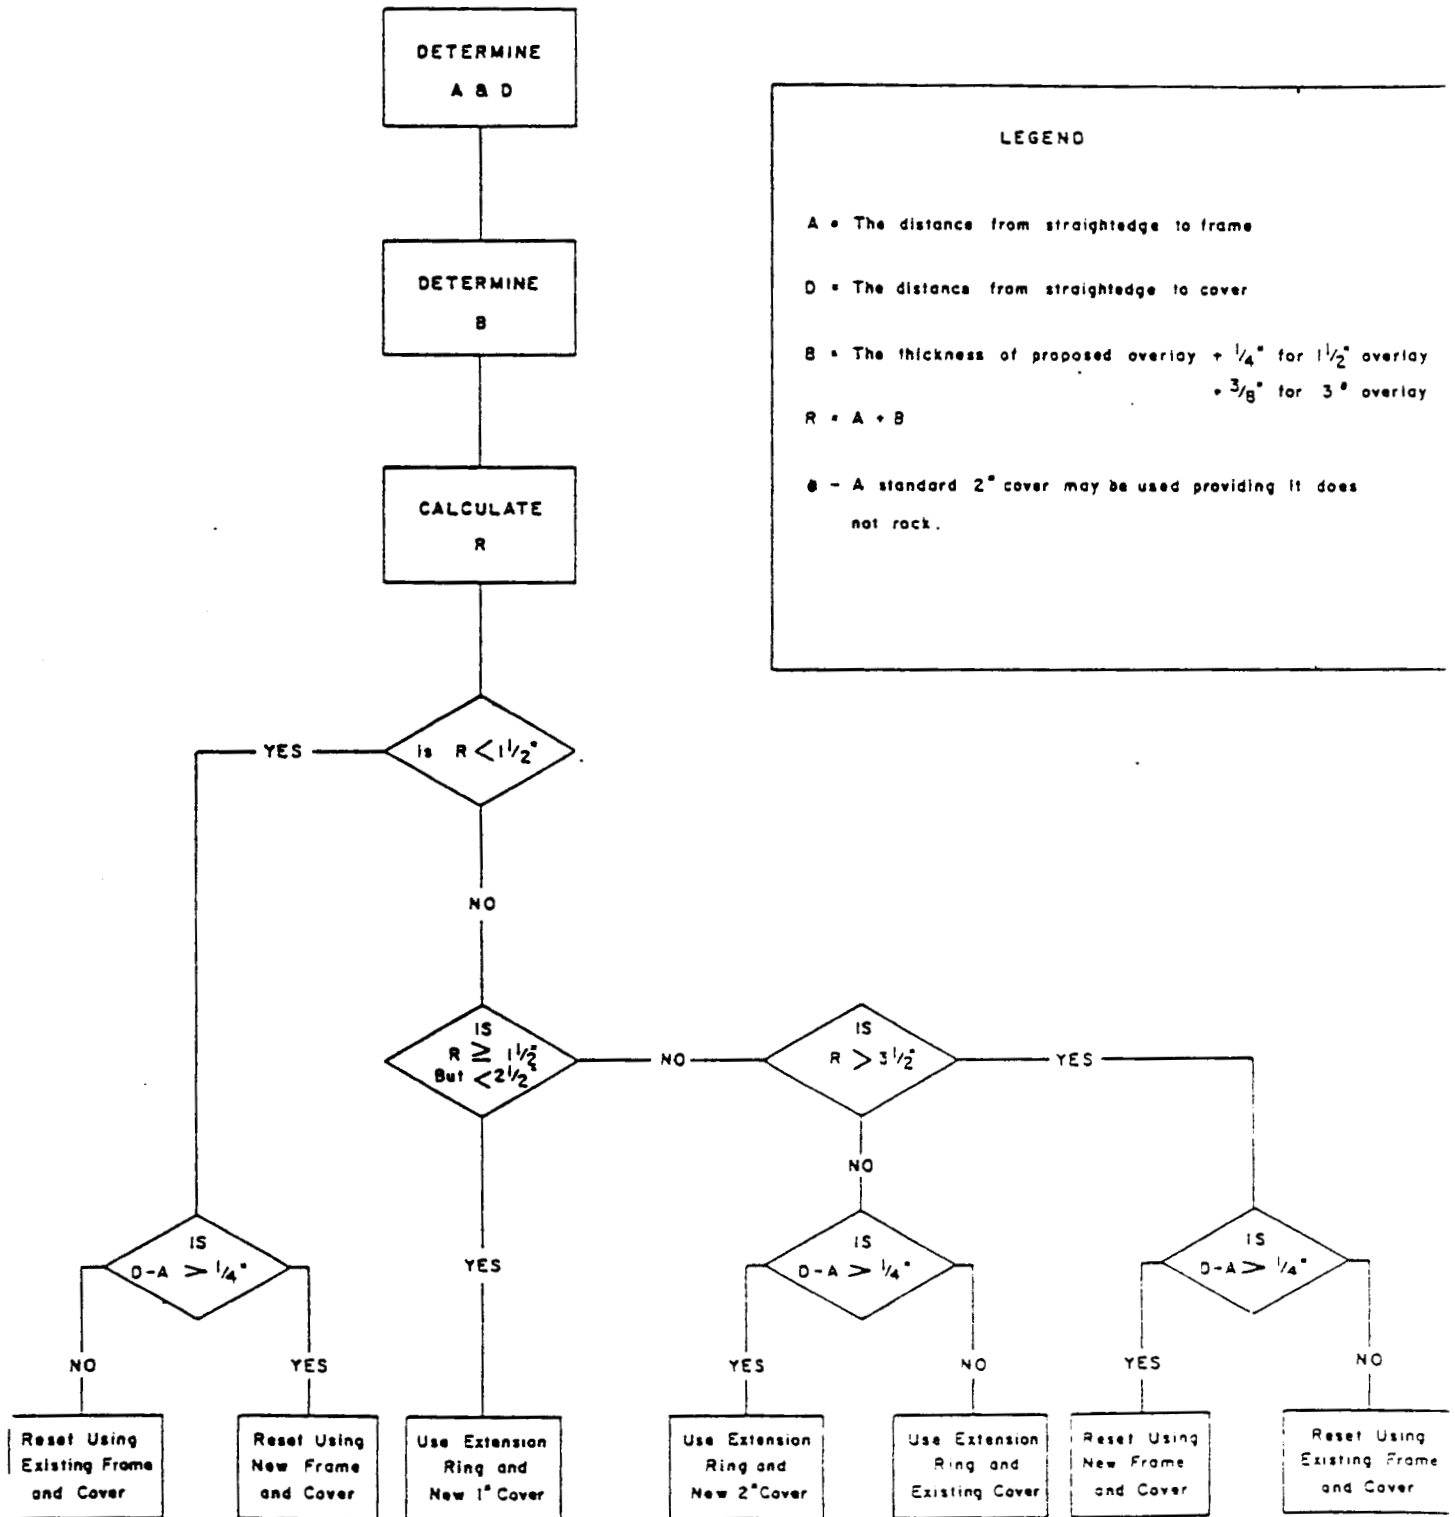 DETERMINE
A & D
DETERMINE
B
CALCULATE
R
LEGEND
A = The distance from straightedge to frame
D = The distance from straightedge to cover
B = The thickness of proposed overlay + 1/4" for 1 1/2" overlay
+ 3/8" for 3" overlay
R = A + B
- A standard 2" cover may be used providing it does
not rock.
Is R < 1 1/2"
YES
NO
IS
R ≧ 1 1/2"
But < 2 1/2"
NO
IS
R > 3 1/2"
YES
NO
IS
D-A > 1/4"
YES
IS
D-A > 1/4"
IS
D-A > 1/4"
NO
YES
YES
NO
YES
NO
Reset Using
Existing Frame
and Cover
Reset Using
New Frame
and Cover
Use Extension
Ring and
New 1" Cover
Use Extension
Ring and
New 2" Cover
Use Extension
Ring and
Existing Cover
Reset Using
New Frame
and Cover
Reset Using
Existing Frame
and Cover